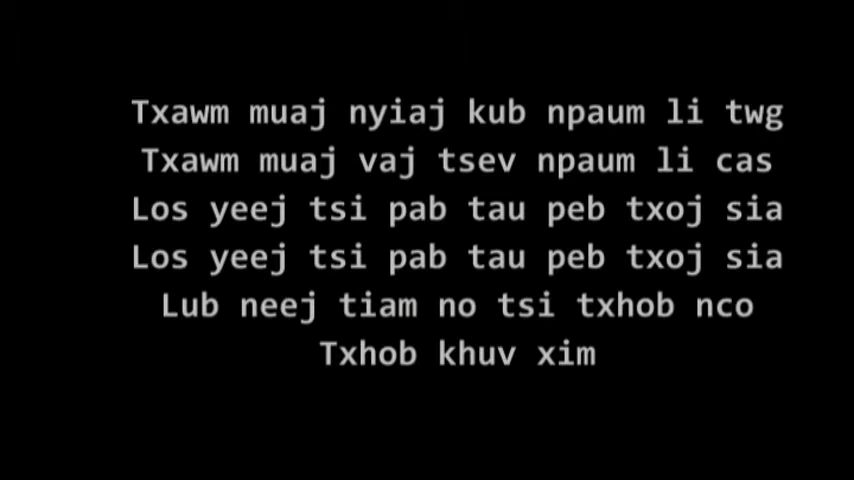 Txawm muaj nyiaj kub npaum li twg
Txawm muaj vaj tsev npaum li cas
Los yeej tsi pab tau peb txoj sia
Los yeej tsi pab tau peb txoj sia
Lub neej tiam no tsi txhob nco
Txhob khuv xim